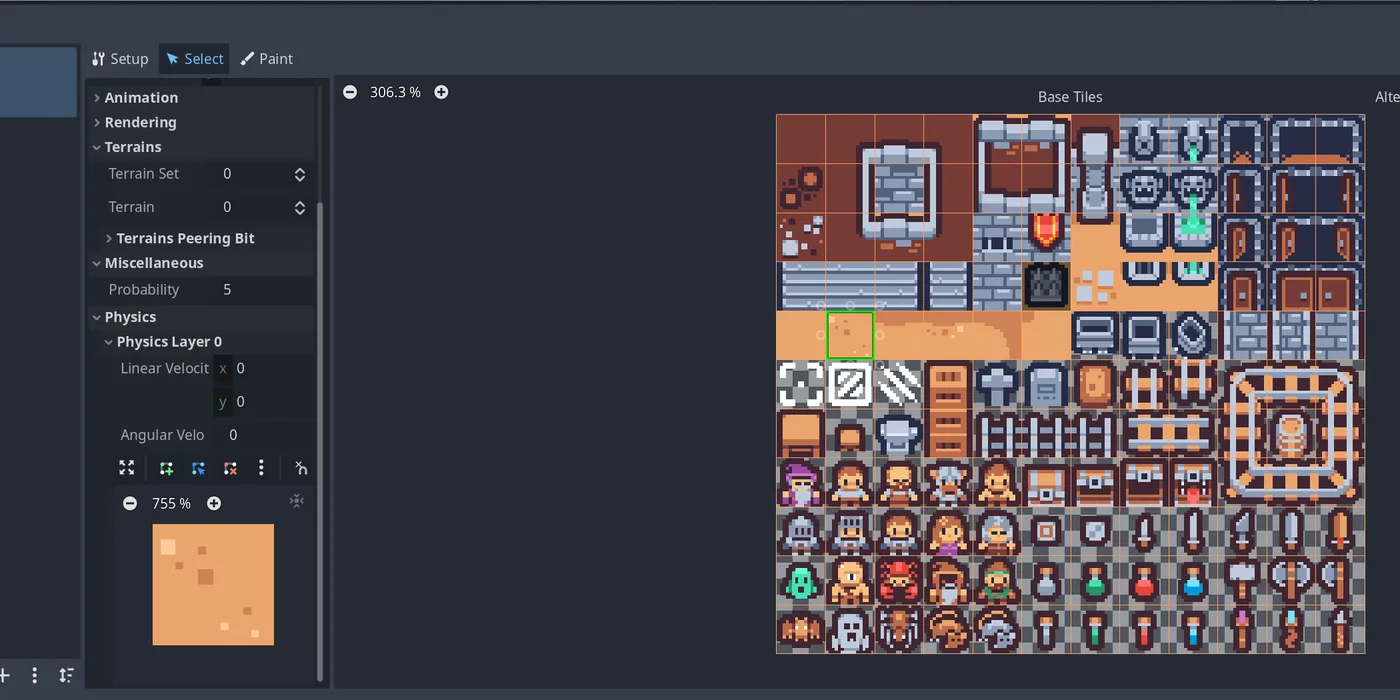 Setup Select Paint
Animation
Rendering
Terrains
Terrain Set 0
Terrain 0
Terrains Peering Bit
Miscellaneous
Probability 5
Physics
Physics Layer 0
Linear Velocit x 0
y 0
Angular Velo 0
755 %
306.3 %
Base Tiles
Alte